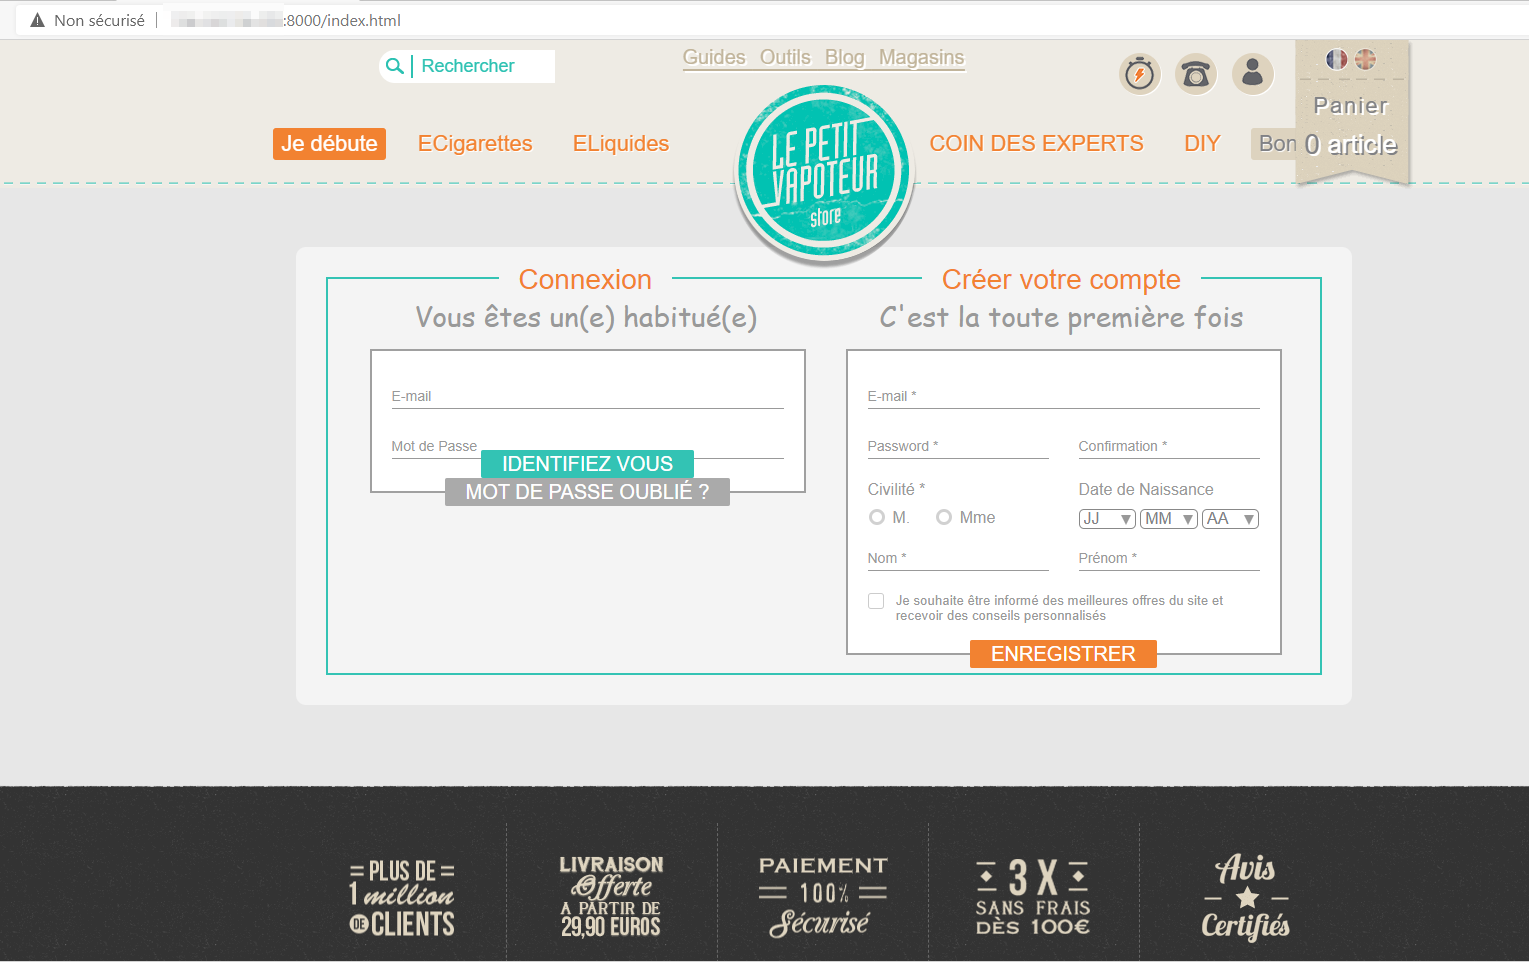 Non sécurisé
:8000/index.html
Rechercher
Guides Outils Blog Magasins
Panier
0 article
Je débute
ECigarettes
ELiquides
LE PETIT
VAPOTEUR
store
COIN DES EXPERTS
DIY
Bon
Connexion
Vous êtes un(e) habitué(e)
E-mail
Mot de Passe
IDENTIFIEZ VOUS
MOT DE PASSE OUBLIÉ ?
Créer votre compte
C'est la toute première fois
E-mail *
Password *
Confirmation *
Civilité *
Date de Naissance
M.
Mme
JJ
MM
AA
Nom *
Prénom *
Je souhaite être informé des meilleures offres du site et
recevoir des conseils personnalisés
ENREGISTRER
PLUS DE
1 million
DE CLIENTS
LIVRAISON
Offerte
A PARTIR DE
29,90 EUROS
PAIEMENT
100%
Sécurisé
3 X
SANS FRAIS
DÈS 100€
Avis
Certifiés